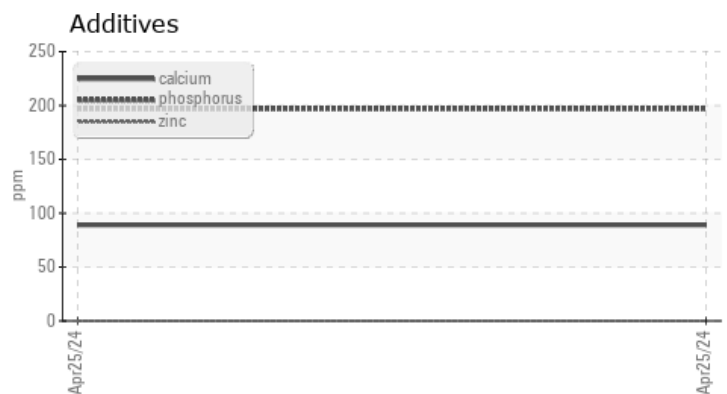 Additives
250
200
150
100
50
0
ppm
calcium
phosphorus
zinc
Apr25/24
Apr25/24